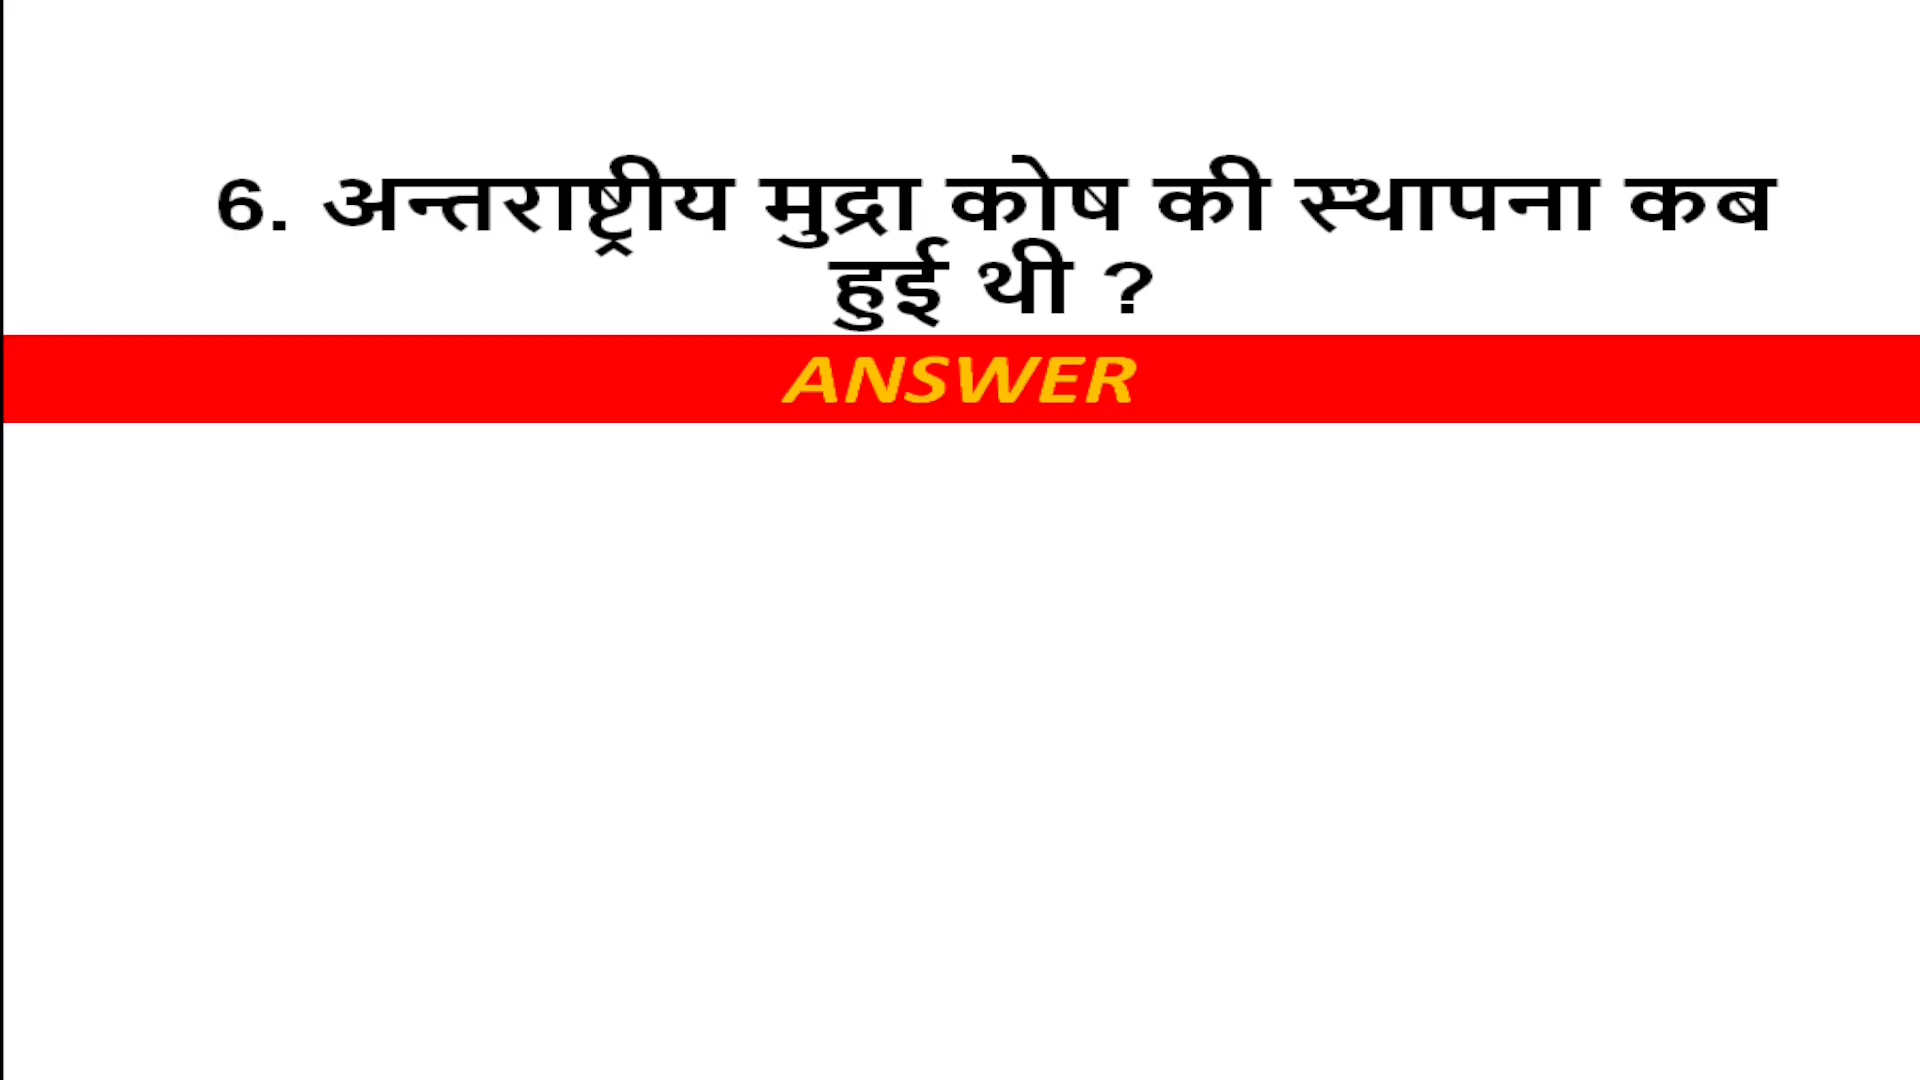 6. अन्तराष्ट्रीय मुद्रा कोष की स्थापना कब
हुई थी ?
ANSWER